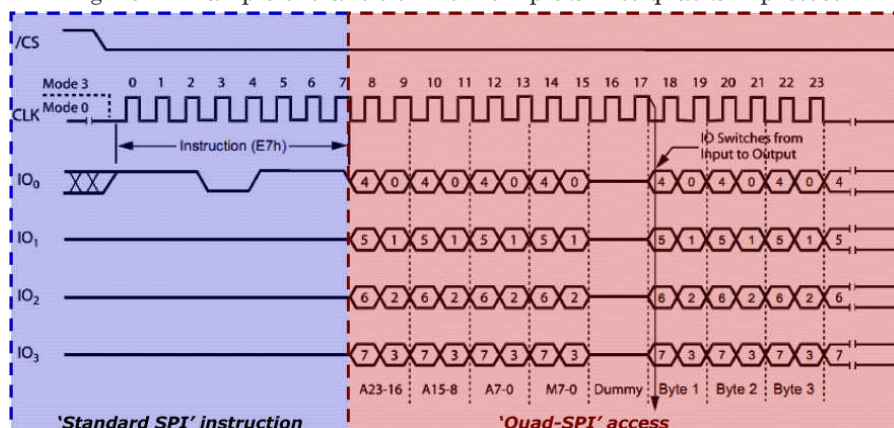 /CS
Mode 3
0 1 2 3 4 5 6 7 8 9 10 11 12 13 14 15 16 17 18 19 20 21 22 23
Mode 0
CLK
Instruction (E7h)
IO Switches from
Input to Output
IO0
4 0 4 0 4 0 4 0 4 0 4 0 4 0 4
IO1
5 1 5 1 5 1 5 1 5 1 5 1 5 1 5
IO2
6 2 6 2 6 2 6 2 6 2 6 2 6 2 6
IO3
7 3 7 3 7 3 7 3 7 3 7 3 7 3 7
A23-16 A15-8 A7-0 M7-0 Dummy Byte 1 Byte 2 Byte 3
'Standard SPI' instruction 'Quad-SPI' access